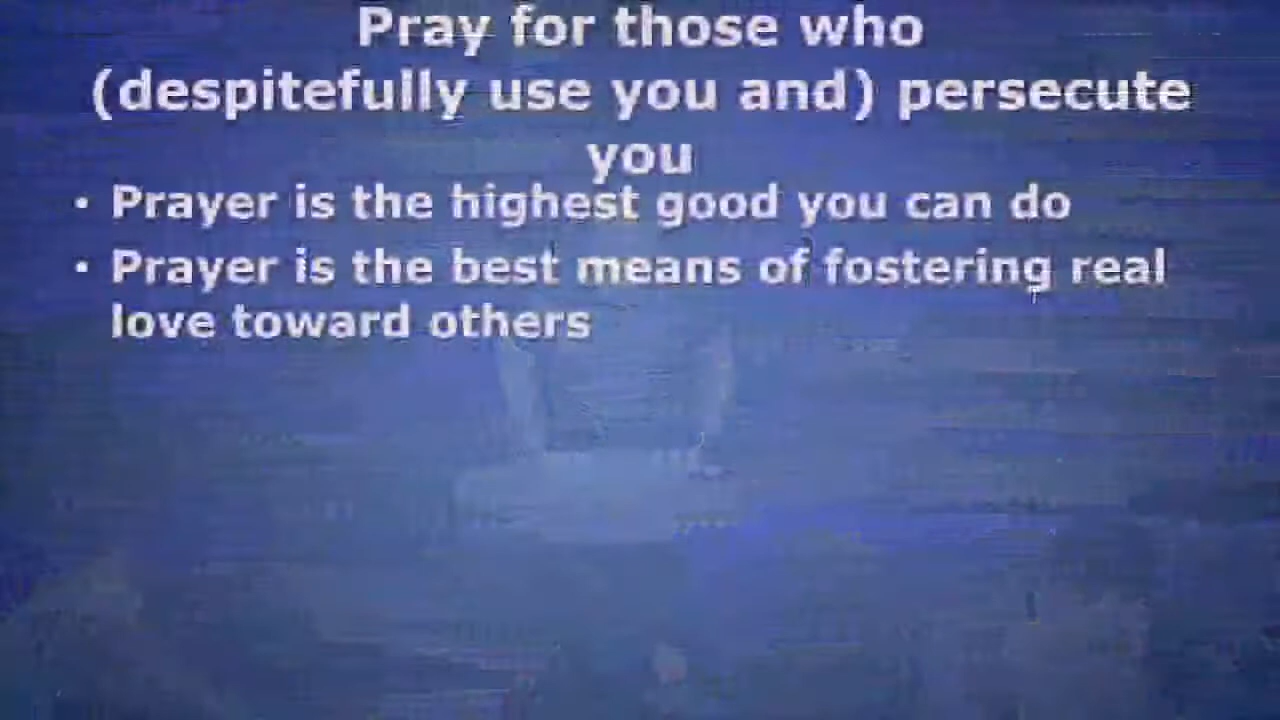 Pray for those who
(despitefully use you and) persecute
you
• Prayer is the highest good you can do
• Prayer is the best means of fostering real
love toward others